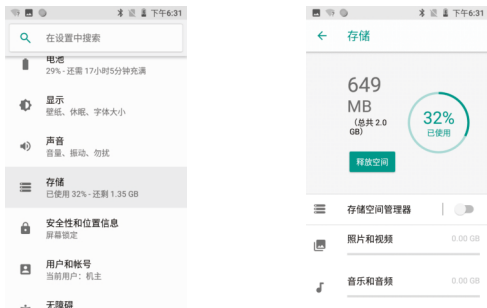 下午6:31
在设置中搜索
电池
29% - 还需 17小时5分钟充满
显示
壁纸、休眠、字体大小
声音
音量、振动、勿扰
存储
已使用 32% - 还剩 1.35 GB
安全性和位置信息
屏幕锁定
用户和帐号
当前用户：机主
无障碍
下午6:31
存储
649
MB
（总共 2.0
GB）
32%
已使用
释放空间
存储空间管理器
照片和视频
0.00 GB
音乐和音频
0.00 GB